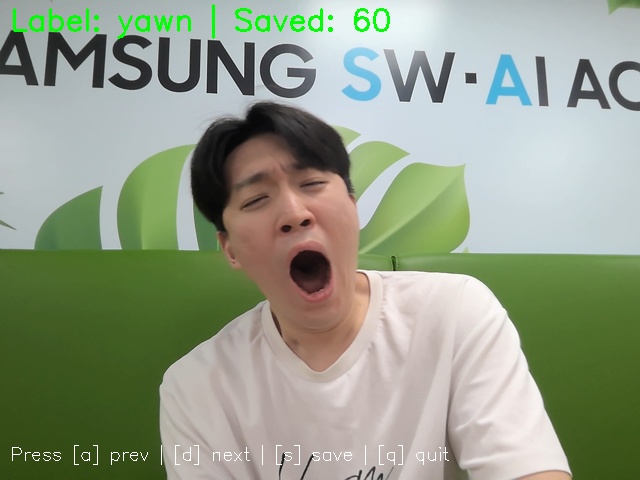 Label: yawn | Saved: 60
AMSUNG SW·AI AC
Press [a] prev | [d] next | [s] save | [q] quit